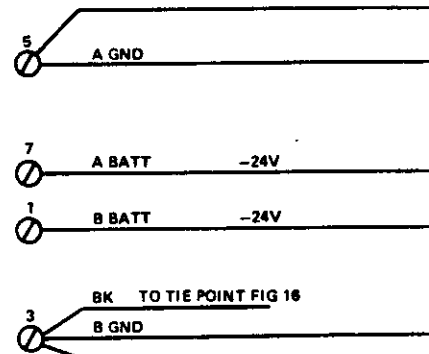 5
A GND
7
A BATT -24V
1
B BATT -24V
BK TO TIE POINT FIG 16
3
B GND